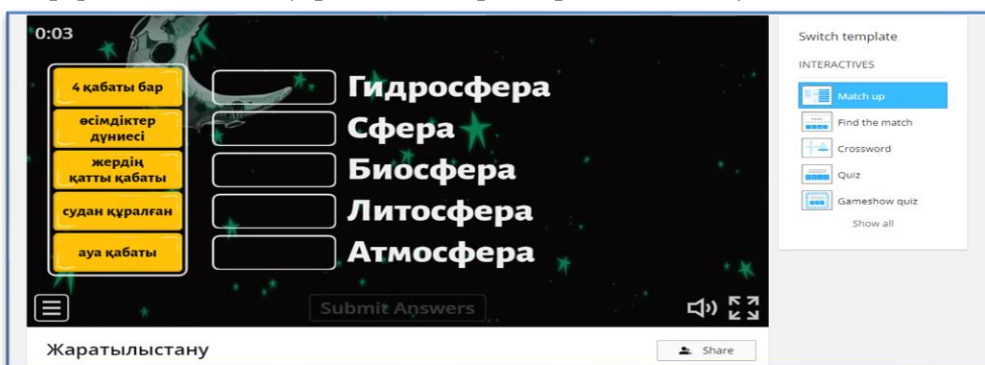 0:03
4 қабаты бар
өсімдіктер
дүниесі
жердің
қатты қабаты
судан құралған
ауа қабаты
Гидросфера
Сфера
Биосфера
Литосфера
Атмосфера
Submit Answers
Жаратылыстану
Share
Switch template
INTERACTIVES
Match up
Find the match
Crossword
Quiz
Gameshow quiz
Show all